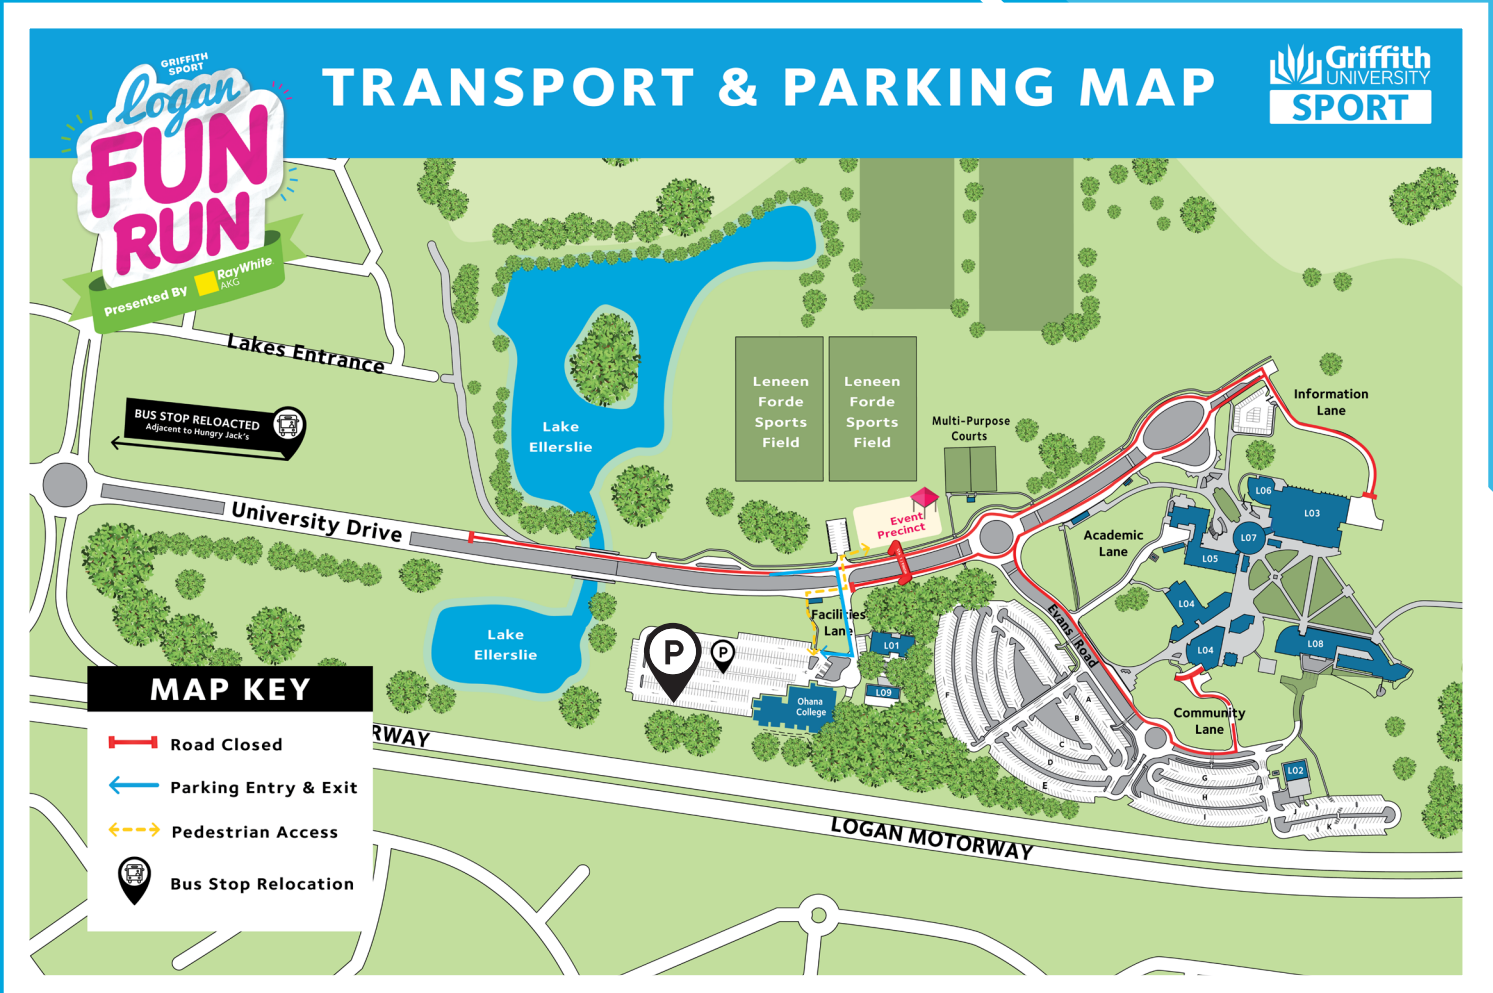 GRIFFITH
SPORT
Logan
FUN
RUN
Presented By RayWhite
AKG
TRANSPORT & PARKING MAP
Griffith
UNIVERSITY
SPORT
Lakes Entrance
BUS STOP RELOACTED
Adjacent to Hungry Jack's
University Drive
Lake
Ellerslie
Leneen
Forde
Sports
Field
Leneen
Forde
Sports
Field
Multi-Purpose
Courts
Information
Lane
Event
Precinct
Academic
Lane
L06
L03
L07
L05
L04
L04
L08
Facilities
Lane
L01
L09
Evans Road
Lake
Ellerslie
P
P
Ohana
College
Community
Lane
L02
A
B
C
D
E
F
G
H
I
J
K
MAP KEY
Road Closed
Parking Entry & Exit
Pedestrian Access
Bus Stop Relocation
RWAY
LOGAN MOTORWAY